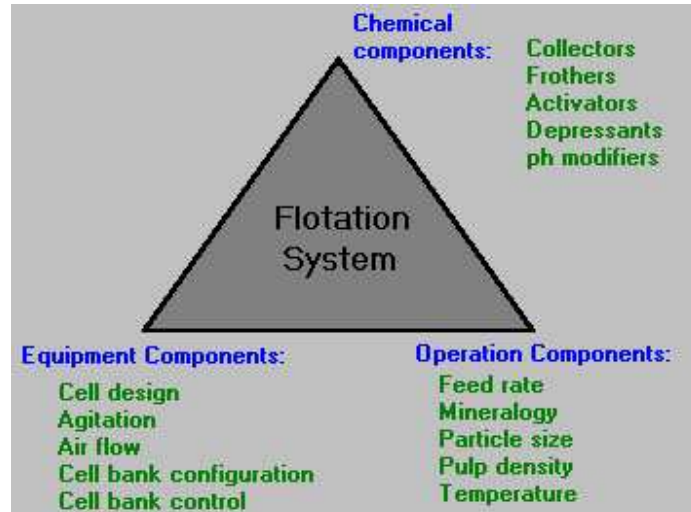 Chemical
components:
Collectors
Frothers
Activators
Depressants
ph modifiers
Flotation
System
Equipment Components:
Cell design
Agitation
Air flow
Cell bank configuration
Cell bank control
Operation Components:
Feed rate
Mineralogy
Particle size
Pulp density
Temperature